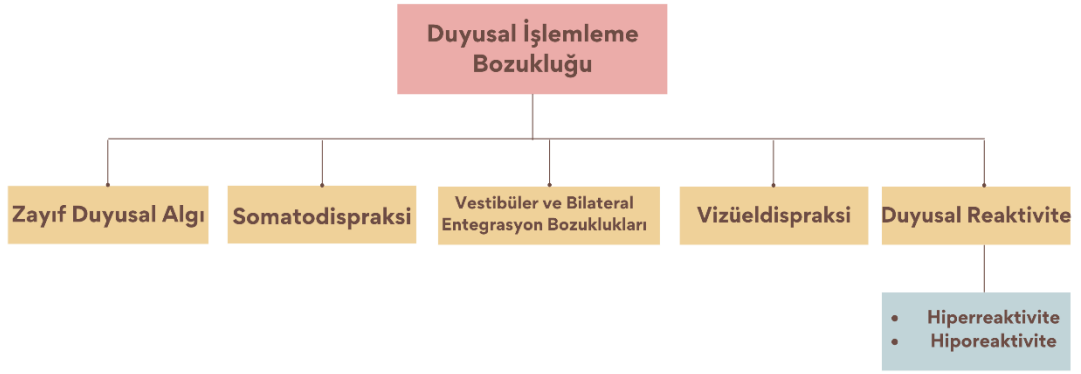 Duyusal İşlemleme
Bozukluğu
Zayıf Duyusal Algı
Somatodispraksi
Vestibüler ve Bilateral
Entegrasyon Bozuklukları
Vizüeldispraksi
Duyusal Reaktivite
• Hiperreaktivite
• Hiporeaktivite